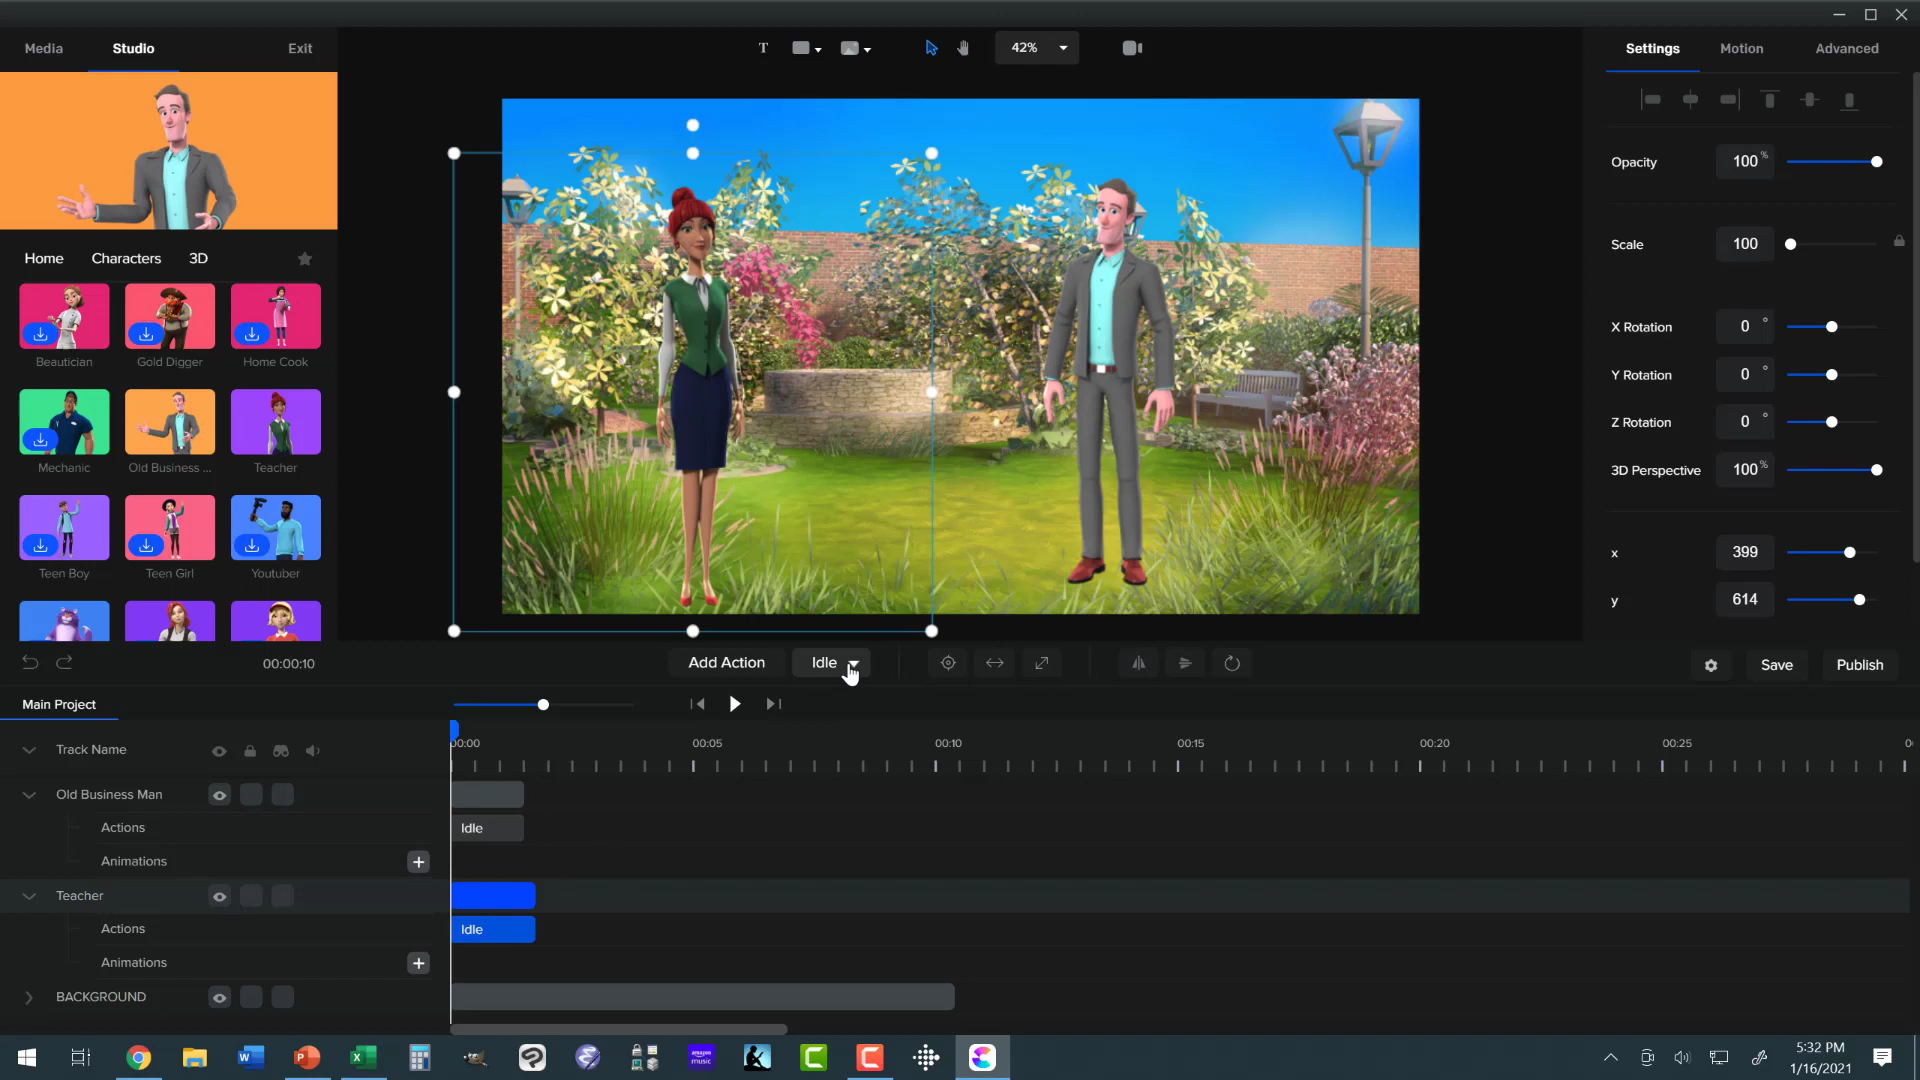 Media
Studio
Exit
T
42%
Settings
Motion
Advanced
Opacity
100 %
Scale
100
X Rotation
0 °
Y Rotation
0 °
Z Rotation
0 °
3D Perspective
100 %
x
399
y
614
Home
Characters
3D
Beautician
Gold Digger
Home Cook
Mechanic
Old Business ...
Teacher
Teen Boy
Teen Girl
Youtuber
00:00:10
Add Action
Idle
Save
Publish
Main Project
Track Name
00:00
00:05
00:10
00:15
00:20
00:25
Old Business Man
Actions
Idle
Animations
Teacher
Actions
Idle
Animations
BACKGROUND
amazon
music
5:32 PM
1/16/2021